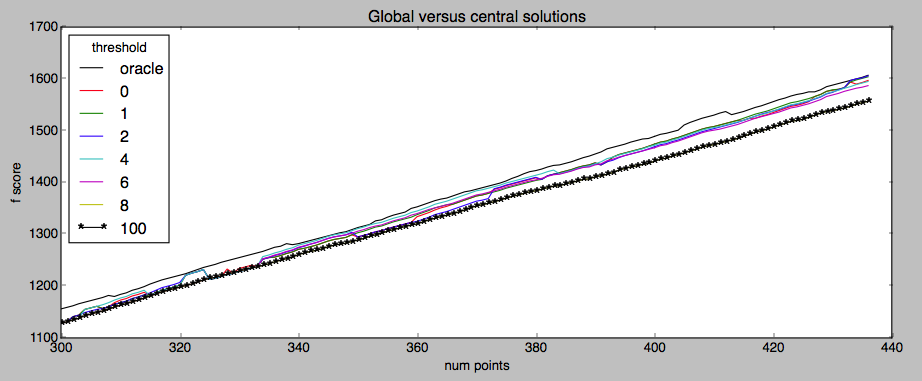 Global versus central solutions
1700
1600
1500
1400
1300
1200
1100
f score
threshold
oracle
0
1
2
4
6
8
100
300 320 340 360 380 400 420 440
num points